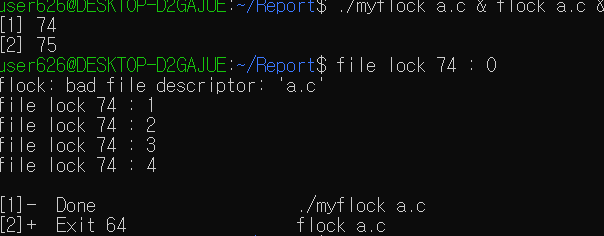 user626@DESKTOP-D2GAJUE:~/Report$ ./myflock a.c & flock a.c &
[1] 74
[2] 75
user626@DESKTOP-D2GAJUE:~/Report$ file lock 74 : 0
flock: bad file descriptor: 'a.c'
file lock 74 : 1
file lock 74 : 2
file lock 74 : 3
file lock 74 : 4
[1]- Done ./myflock a.c
[2]+ Exit 64 flock a.c